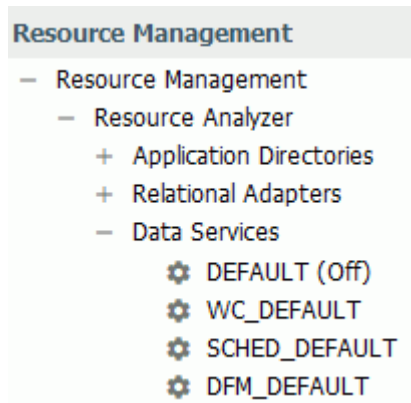 Resource Management
Resource Management
Resource Analyzer
Application Directories
Relational Adapters
Data Services
DEFAULT (Off)
WC_DEFAULT
SCHED_DEFAULT
DFM_DEFAULT